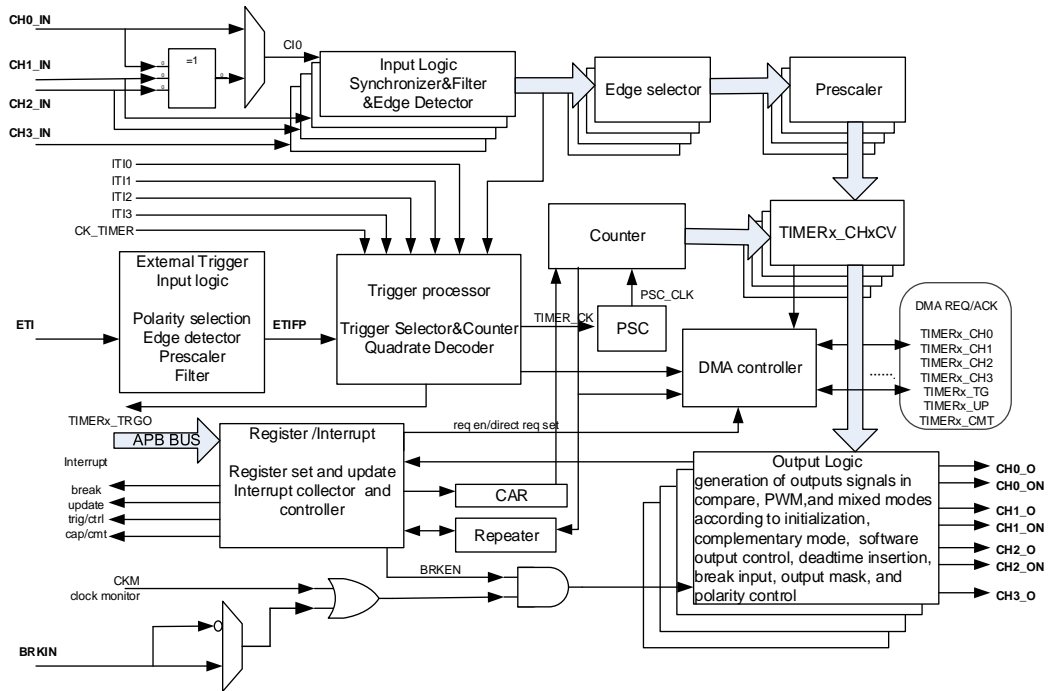 CH0_IN
CH1_IN
CH2_IN
CH3_IN
=1
CI0
Input Logic
Synchronizer&Filter
&Edge Detector
Edge selector
Prescaler
ITI0
ITI1
ITI2
ITI3
CK_TIMER
Counter
TIMERx_CHxCV
External Trigger
Input logic
Polarity selection
Edge detector
Prescaler
Filter
ETI
ETIFP
Trigger processor
Trigger Selector&Counter
Quadrate Decoder
TIMER_CK
PSC_CLK
PSC
DMA controller
DMA REQ/ACK
TIMERx_CH0
TIMERx_CH1
TIMERx_CH2
TIMERx_CH3
TIMERx_TG
TIMERx_UP
TIMERx_CMT
.......
TIMERx_TRGO
APB BUS
Register /Interrupt
Register set and update
Interrupt collector and
controller
req en/direct req set
Interrupt
break
update
trig/ctrl
cap/cmt
CAR
Repeater
Output Logic
generation of outputs signals in
compare, PWM,and mixed modes
according to initialization,
complementary mode, software
output control, deadtime insertion,
break input, output mask, and
polarity control
CH0_O
CH0_ON
CH1_O
CH1_ON
CH2_O
CH2_ON
CH3_O
BRKEN
CKM
clock monitor
BRKIN